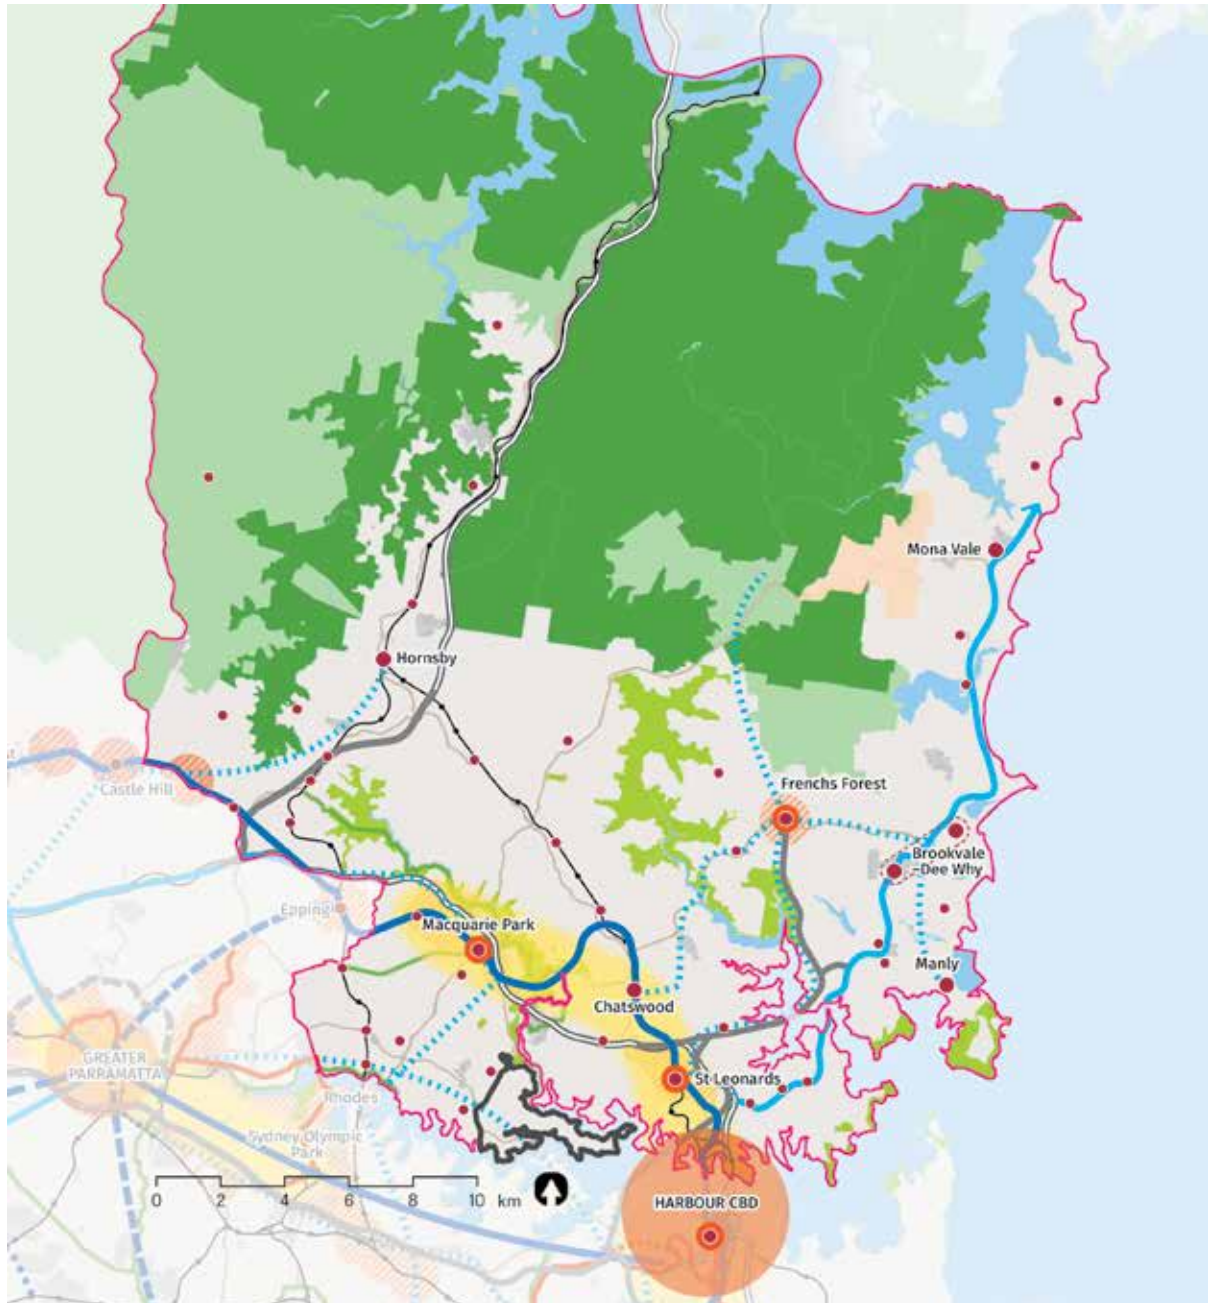 Mona Vale
Hornsby
Castle Hill
Frenchs Forest
Brookvale
-Dee Why
Epping
Macquarie Park
Manly
Chatswood
GREATER
PARRAMATTA
St Leonards
Rhodes
Sydney Olympic
Park
0 2 4 6 8 10 km
HARBOUR CBD